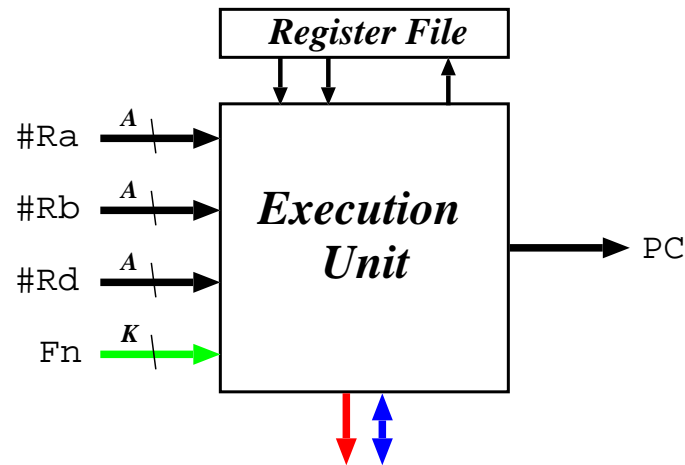 Register File
#Ra
A
#Rb
A
#Rd
A
Fn
K
Execution
Unit
PC